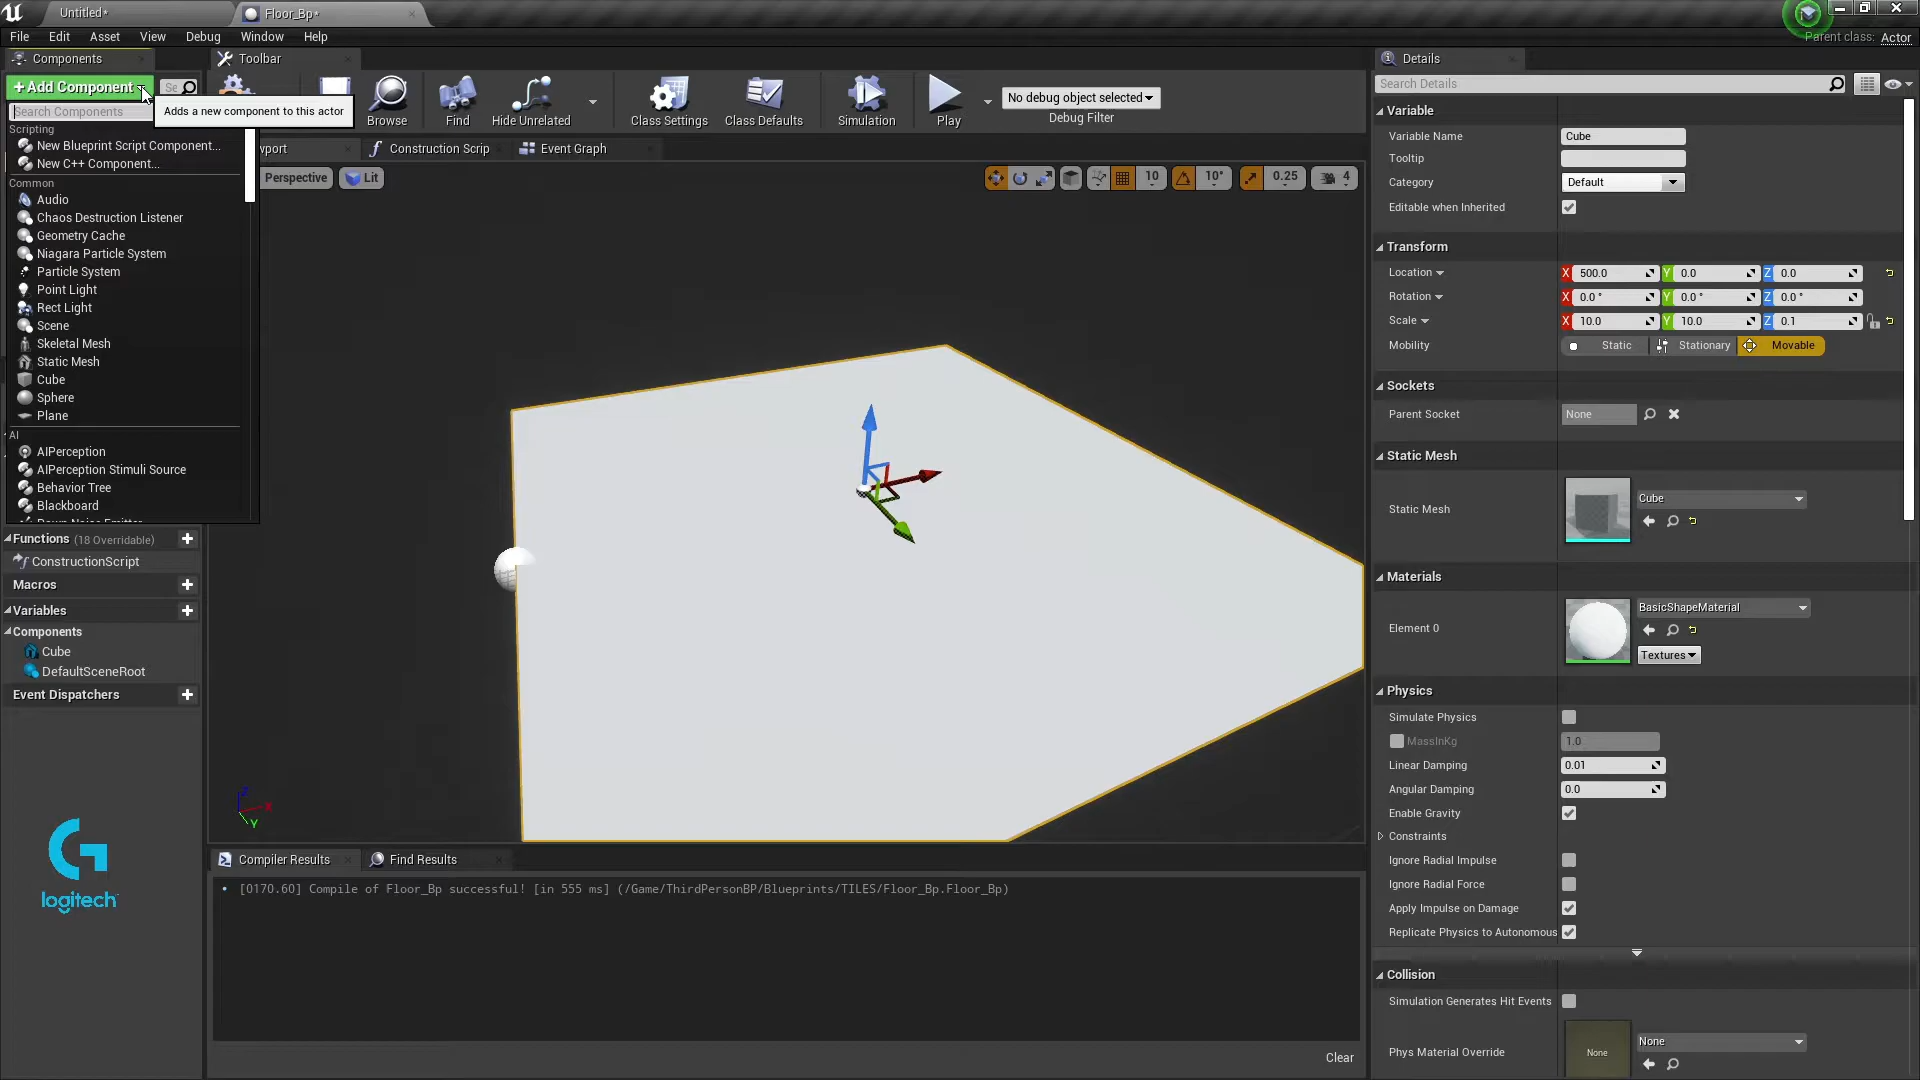 Untitled*
Floor_Bp*
File Edit Asset View Debug Window Help
Parent class: Actor
Components
Toolbar
Details
+Add Component
Se
Search Details
Search Components
Adds a new component to this actor
Browse
Find
Hide Unrelated
Class Settings
Class Defaults
Simulation
Play
No debug object selected
Debug Filter
Scripting
New Blueprint Script Component...
New C++ Component...
Common
Audio
Chaos Destruction Listener
Geometry Cache
Niagara Particle System
Particle System
Point Light
Rect Light
Scene
Skeletal Mesh
Static Mesh
Cube
Sphere
Plane
AI
AIPerception
AIPerception Stimuli Source
Behavior Tree
Blackboard
wport
Construction Scrip
Event Graph
Perspective
Lit
10
10°
0.25
4
Functions (18 Overridable)
ConstructionScript
Macros
Variables
Components
Cube
DefaultSceneRoot
Event Dispatchers
logitech
Z
X
Y
Compiler Results
Find Results
[0170.60] Compile of Floor_Bp successful! [in 555 ms] (/Game/ThirdPersonBP/Blueprints/TILES/Floor_Bp.Floor_Bp)
Clear
Variable
Variable Name Cube
Tooltip
Category Default
Editable when Inherited
Transform
Location X 500.0 Y 0.0 Z 0.0
Rotation X 0.0 ° Y 0.0 ° Z 0.0 °
Scale X 10.0 Y 10.0 Z 0.1
Mobility Static Stationary Movable
Sockets
Parent Socket None
Static Mesh
Static Mesh Cube
Materials
Element 0 BasicShapeMaterial
Textures
Physics
Simulate Physics
MassInKg 1.0
Linear Damping 0.01
Angular Damping 0.0
Enable Gravity
Constraints
Ignore Radial Impulse
Ignore Radial Force
Apply Impulse on Damage
Replicate Physics to Autonomous
Collision
Simulation Generates Hit Events
Phys Material Override None None